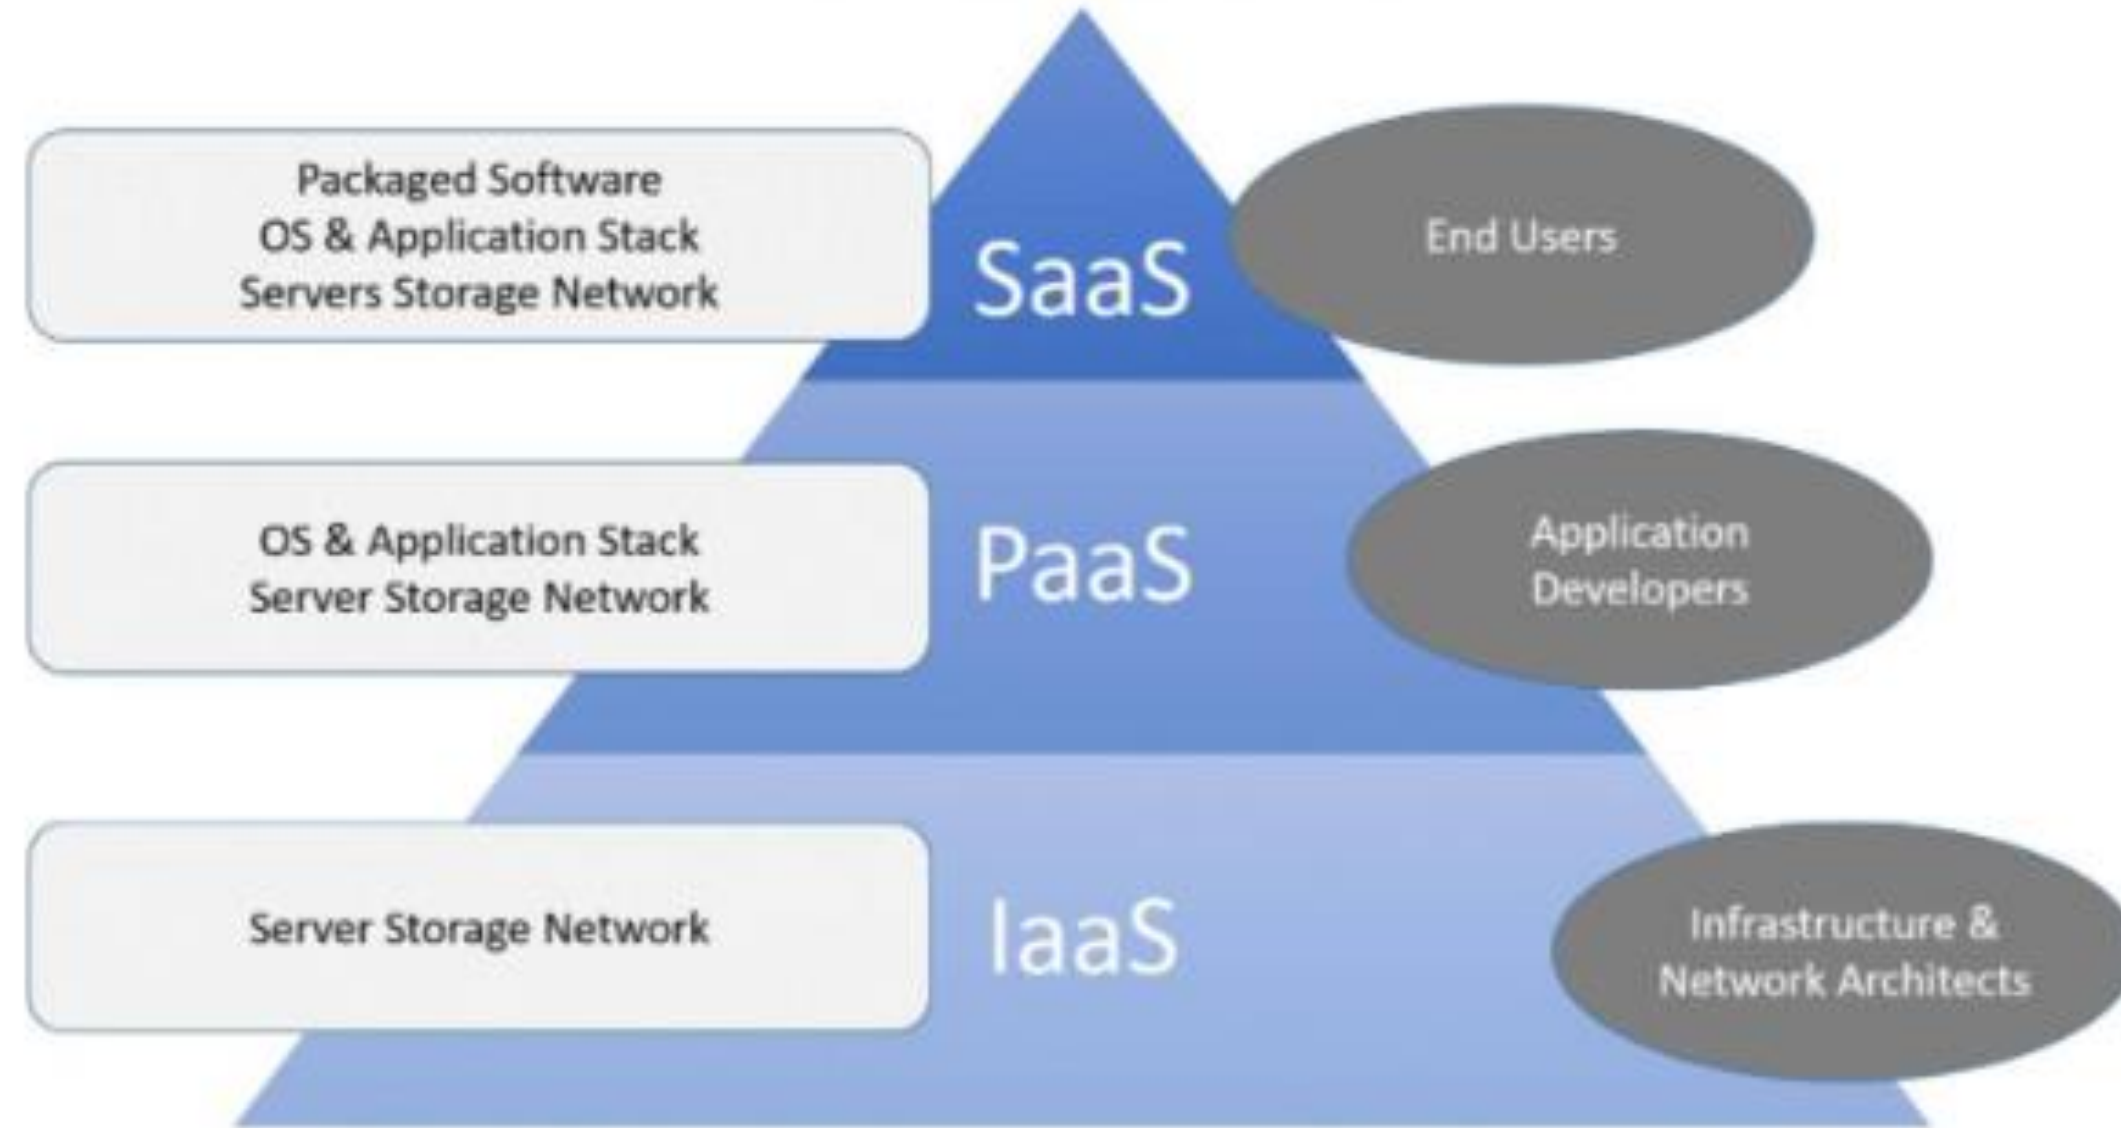 Packaged Software
OS & Application Stack
Servers Storage Network
SaaS
End Users
OS & Application Stack
Server Storage Network
PaaS
Application
Developers
Server Storage Network
IaaS
Infrastructure &
Network Architects